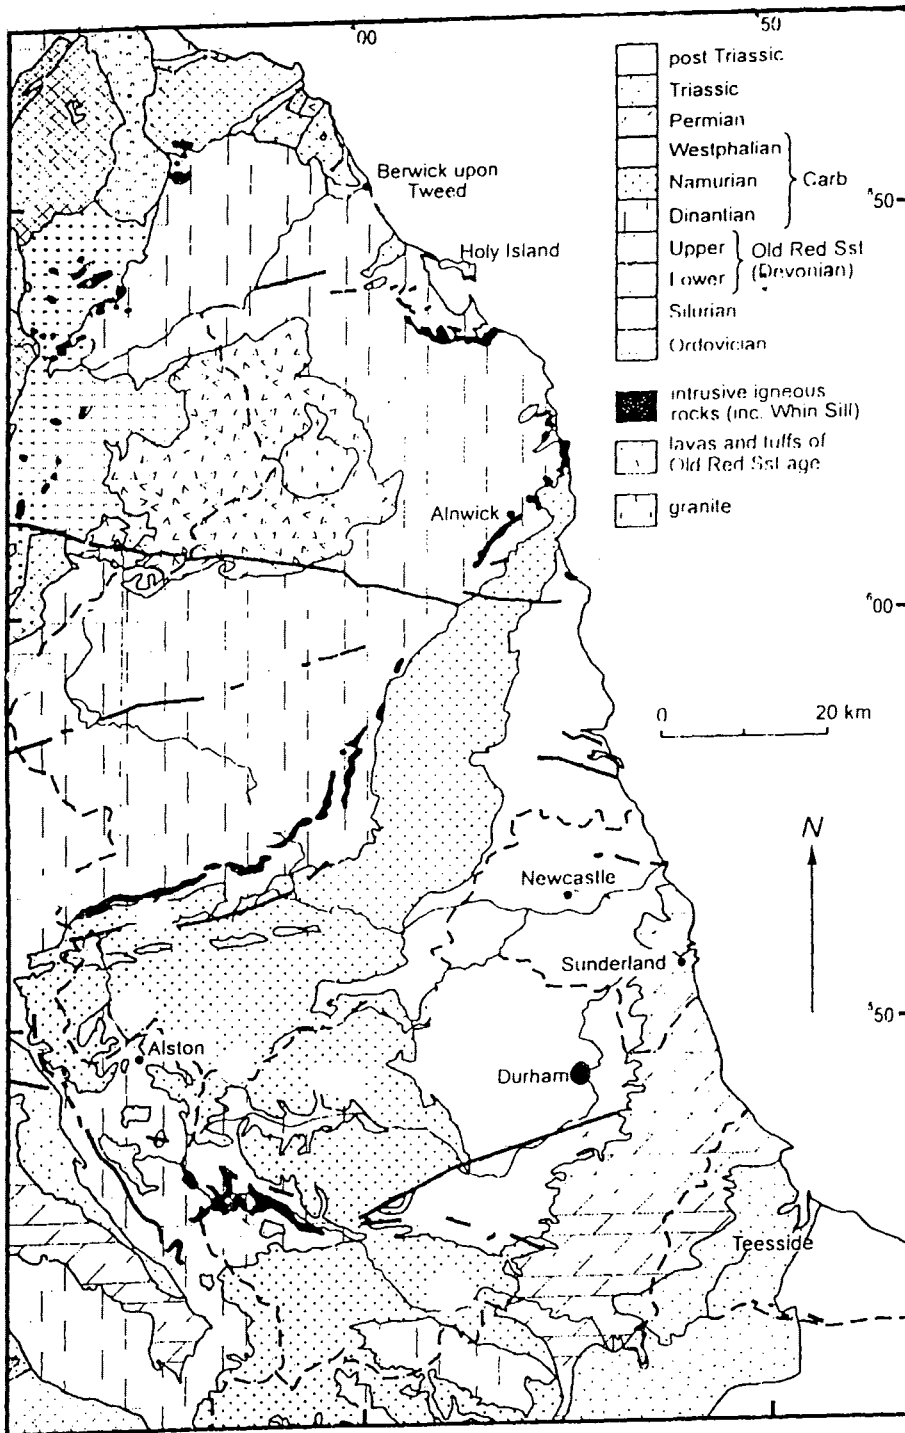 00
50
post Triassic
Triassic
Permian
Westphalian
Namurian
Carb
Dinantian
Upper
Old Red Sst
Lower
(Devonian)
Silurian
Ordovician
intrusive igneous
rocks (inc. Whin Sill)
lavas and tuffs of
Old Red Sst age
granite
Berwick upon
Tweed
Holy Island
50
Alnwick
00
0
20 km
N
Newcastle
Sunderland
50
Alston
Durham
Teesside